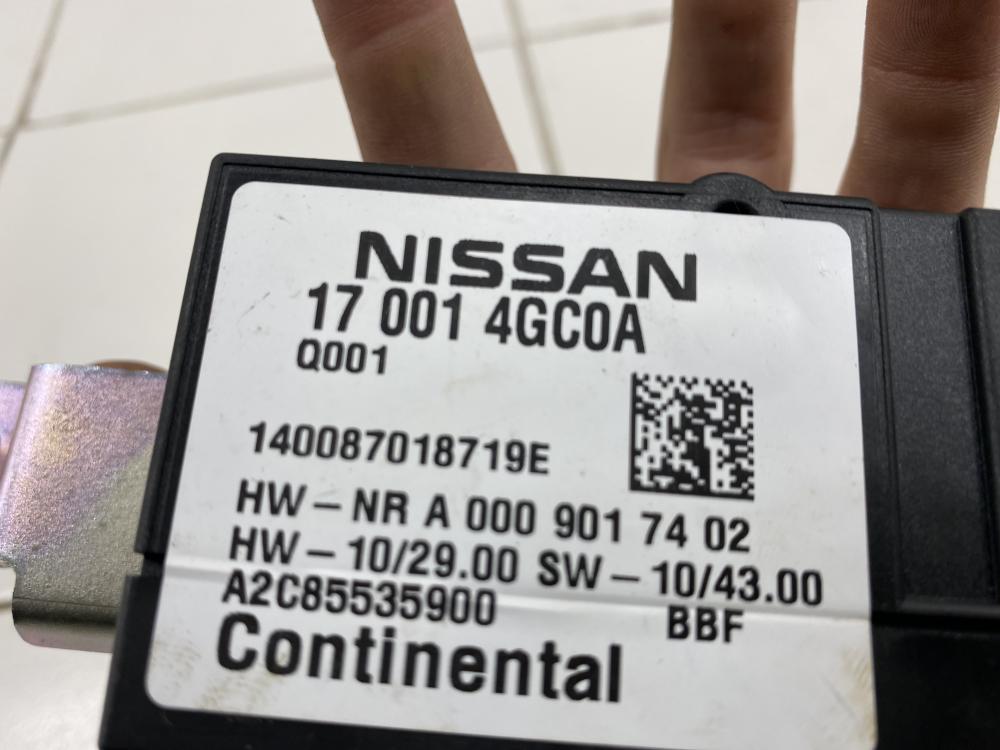 NISSAN
17 001 4GC0A
Q001
140087018719E
HW-NR A 000 901 74 02
HW-10/29.00 SW-10/43.00
A2C85535900 BBF
Continental